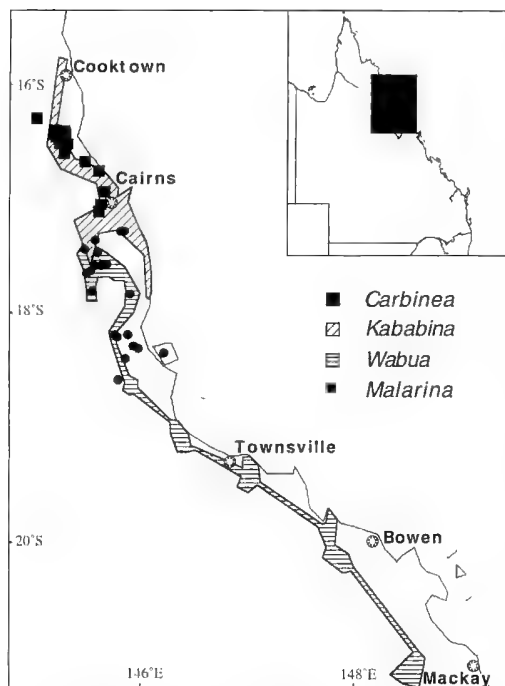 Cooktown
16°S
Cairns
Carbinea
Kababina
18°S
Wabua
Malarina
Townsville
20°S
Bowen
146°E
148°E
Mackay